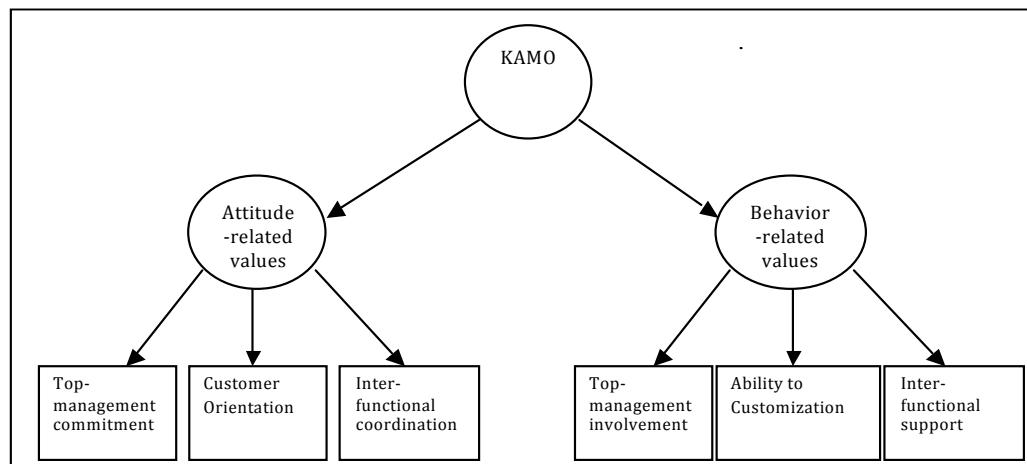 KAMO
Attitude
-related
values
Behavior
-related
values
Top-
management
commitment
Customer
Orientation
Inter-
functional
coordination
Top-
management
involvement
Ability to
Customization
Inter-
functional
support